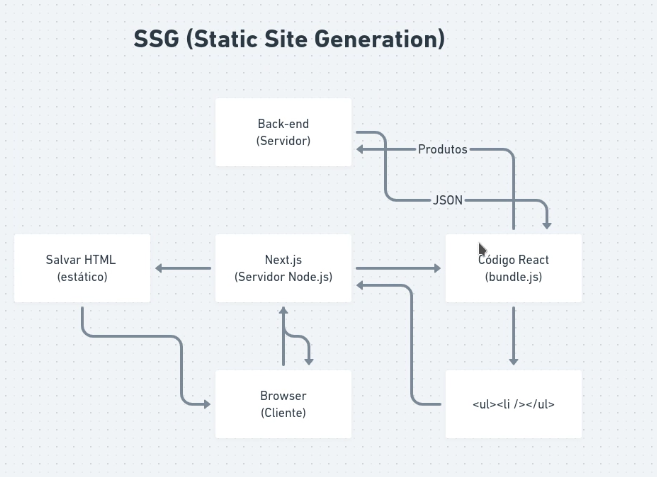 SSG (Static Site Generation)
Back-end
(Servidor)
Produtos
JSON
Salvar HTML
(estático)
Next.js
(Servidor Node.js)
Código React
(bundle.js)
Browser
(Cliente)
<ul><li /></ul>